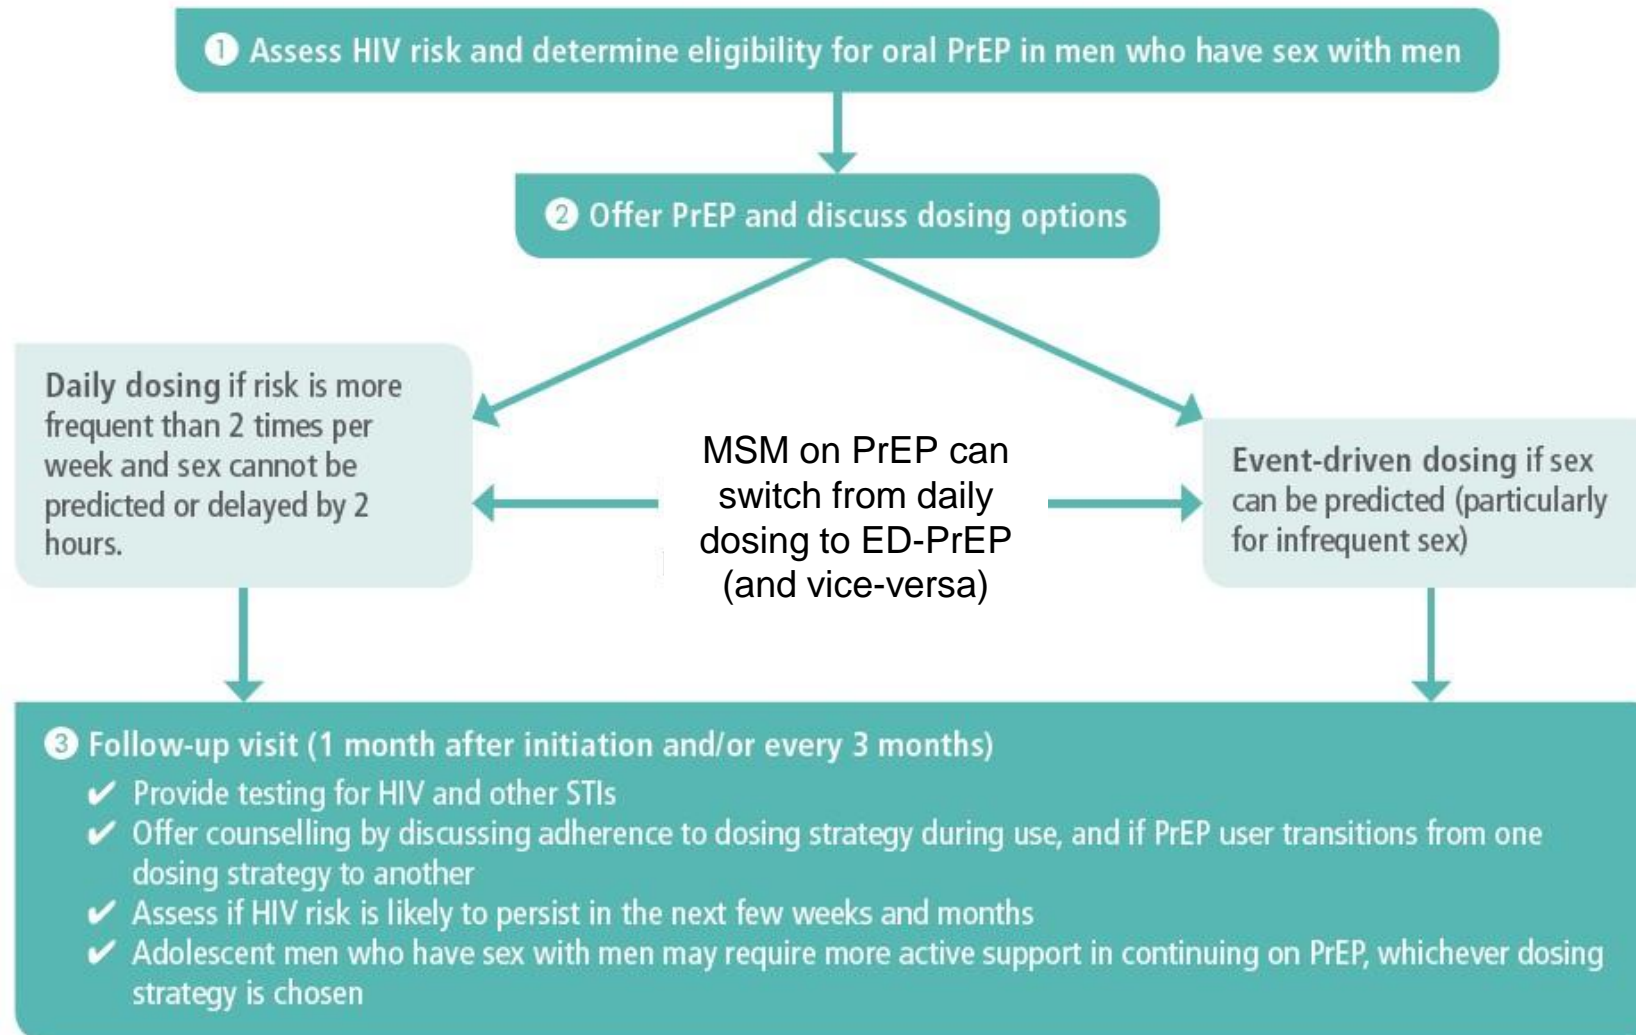 1 Assess HIV risk and determine eligibility for oral PrEP in men who have sex with men
2 Offer PrEP and discuss dosing options
Daily dosing if risk is more
frequent than 2 times per
week and sex cannot be
predicted or delayed by 2
hours.
MSM on PrEP can
switch from daily
dosing to ED-PrEP
(and vice-versa)
Event-driven dosing if sex
can be predicted (particularly
for infrequent sex)
3 Follow-up visit (1 month after initiation and/or every 3 months)
✔ Provide testing for HIV and other STIs
✔ Offer counselling by discussing adherence to dosing strategy during use, and if PrEP user transitions from one
dosing strategy to another
✔ Assess if HIV risk is likely to persist in the next few weeks and months
✔ Adolescent men who have sex with men may require more active support in continuing on PrEP, whichever dosing
strategy is chosen